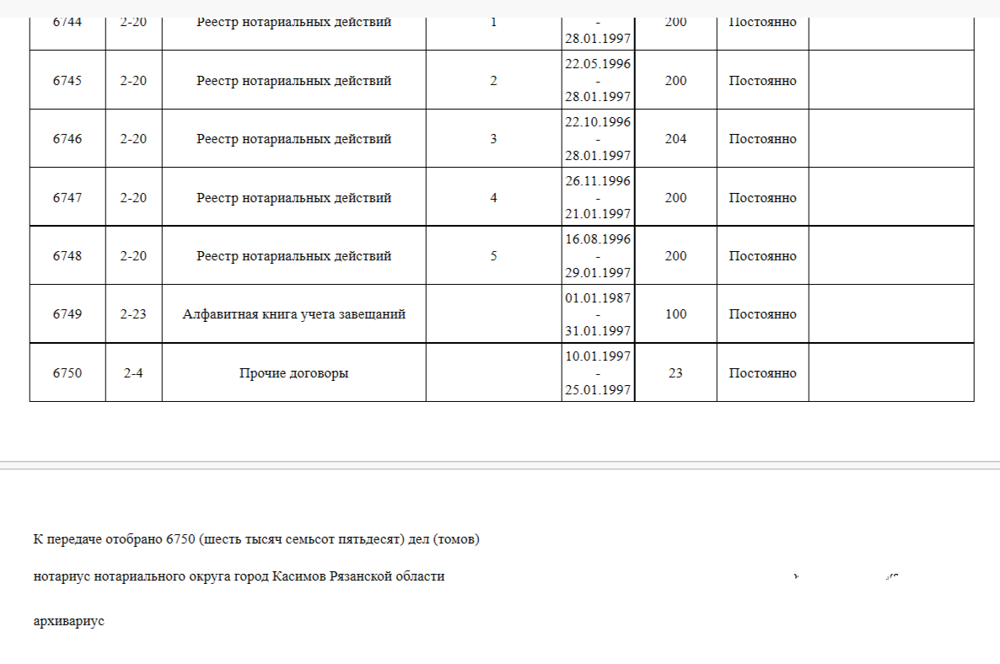 6744 2-20 Реестр нотариальных действий 1 - 28.01.1997 200 Постоянно
6745 2-20 Реестр нотариальных действий 2 22.05.1996 - 28.01.1997 200 Постоянно
6746 2-20 Реестр нотариальных действий 3 22.10.1996 - 28.01.1997 204 Постоянно
6747 2-20 Реестр нотариальных действий 4 26.11.1996 - 21.01.1997 200 Постоянно
6748 2-20 Реестр нотариальных действий 5 16.08.1996 - 29.01.1997 200 Постоянно
6749 2-23 Алфавитная книга учета завещаний 01.01.1987 - 31.01.1997 100 Постоянно
6750 2-4 Прочие договоры 10.01.1997 - 25.01.1997 23 Постоянно
К передаче отобрано 6750 (шесть тысяч семьсот пятьдесят) дел (томов)
нотариус нотариального округа город Касимов Рязанской области
архивариус